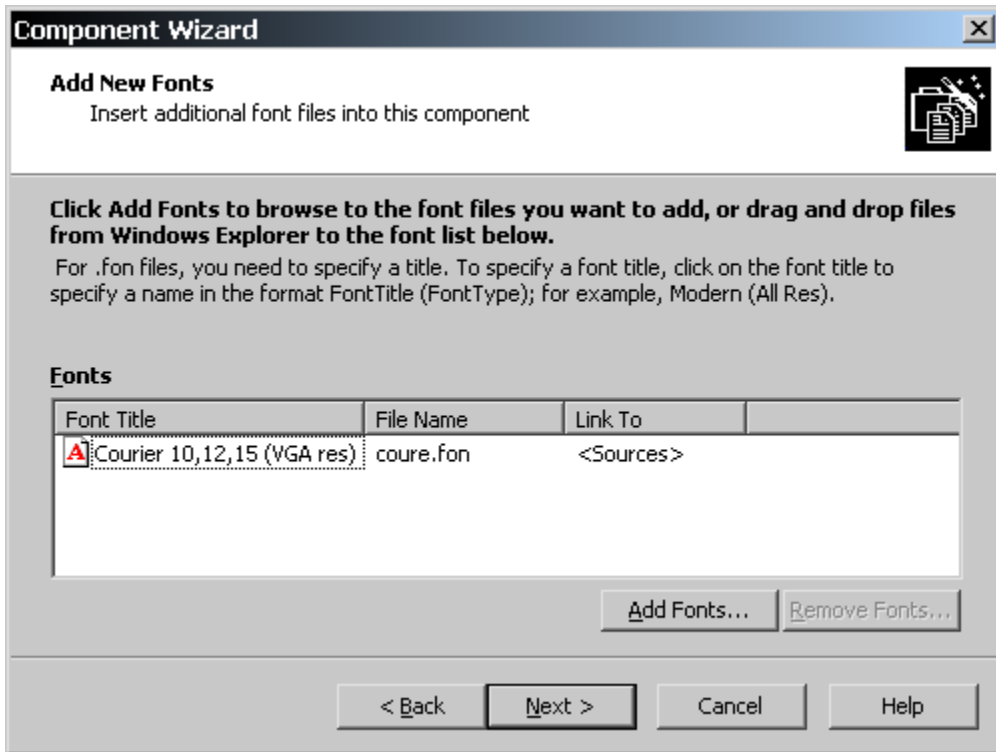 Component Wizard
Add New Fonts
Insert additional font files into this component
Click Add Fonts to browse to the font files you want to add, or drag and drop files
from Windows Explorer to the font list below.
For .fon files, you need to specify a title. To specify a font title, click on the font title to
specify a name in the format FontTitle (FontType); for example, Modern (All Res).
Fonts
Font Title File Name Link To
Courier 10,12,15 (VGA res) coure.fon <Sources>
Add Fonts... Remove Fonts...
< Back Next > Cancel Help